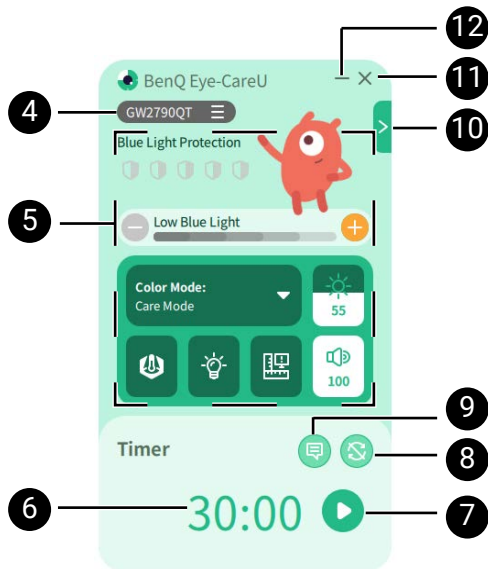 12
BenQ Eye-CareU
11
4
GW2790QT
10
Blue Light Protection
5
Low Blue Light
Color Mode:
Care Mode
55
100
9
Timer
8
6
30:00
7